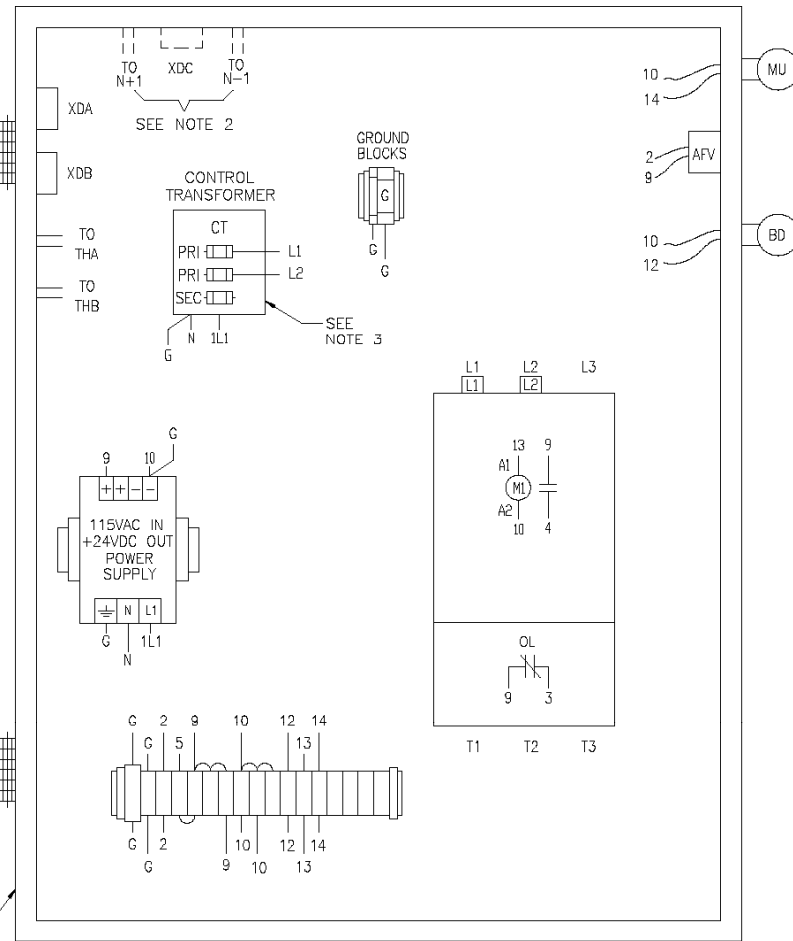 TO N+1
XDC
TO N-1
SEE NOTE 2
XDA
XDB
TO THA
TO THB
CONTROL
TRANSFORMER
CT
PRI
L1
PRI
L2
SEC
G
N
1L1
SEE
NOTE 3
GROUND
BLOCKS
G
G
G
10
14
MU
2
9
AFV
10
12
BD
L1
L2
L3
L1
L2
13
9
A1
M1
A2
10
4
OL
9
3
T1
T2
T3
G
9
10
+ + - -
115VAC IN
+24VDC OUT
POWER
SUPPLY
N
L1
G
1L1
N
G 2 9 10 12 14
G 5 13
G 2 10 12 14
G 9 10 13